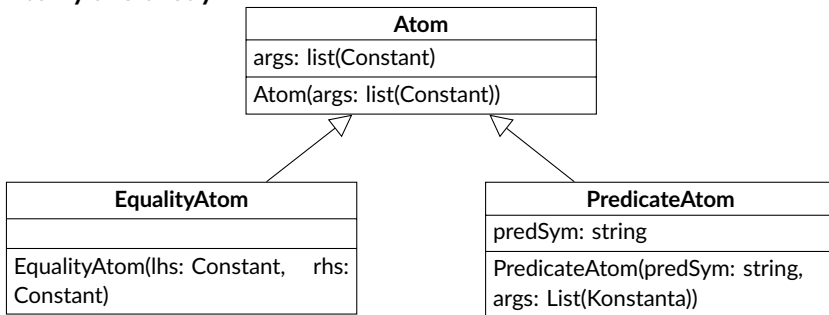 Atom
args: list(Constant)
Atom(args: list(Constant))
EqualityAtom
EqualityAtom(lhs: Constant, rhs:
Constant)
PredicateAtom
predSym: string
PredicateAtom(predSym: string,
args: List(Konstanta))